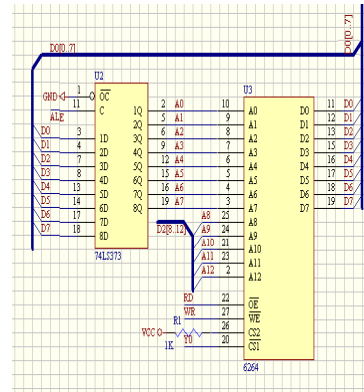 D0[0..7]
D0[0..7]
U2
GND 1 OC
11 C
ALE
D0 3 1D 1Q 2 A0
D1 4 2D 2Q 5 A1
D2 7 3D 3Q 6 A2
D3 8 4D 4Q 9 A3
D4 13 5D 5Q 12 A4
D5 14 6D 6Q 15 A5
D6 17 7D 7Q 16 A6
D7 18 8D 8Q 19 A7
74LS373
D2[8..12]
U3
10 A0 D0 11 D0
9 A1 D1 12 D1
8 A2 D2 13 D2
7 A3 D3 15 D3
6 A4 D4 16 D4
5 A5 D5 17 D5
4 A6 D6 18 D6
3 A7 D7 19 D7
A8 25 A8
A9 24 A9
A10 21 A10
A11 23 A11
A12 2 A12
RD 22 OE
WR 27 WE
VCC R1 26 CS2
1K Y0 20 CS1
6264